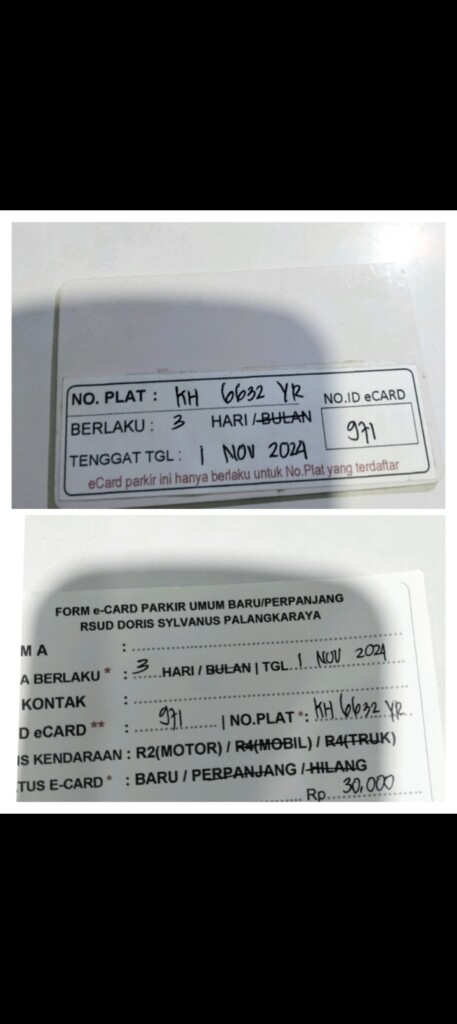 NO. PLAT : KH 6632 YR
BERLAKU : 3 HARI / BULAN
NO.ID eCARD
971
TENGGAT TGL : 1 NOV 2024
eCard parkir ini hanya berlaku untuk No.Plat yang terdaftar
FORM e-CARD PARKIR UMUM BARU/PERPANJANG
RSUD DORIS SYLVANUS PALANGKARAYA
M A :
A BERLAKU * : 3 HARI / BULAN | TGL. 1 NOV 2024
KONTAK :
D eCARD ** : 971 | NO.PLAT * : KH 6632 YR
IS KENDARAAN : R2(MOTOR) / R4(MOBIL) / R4(TRUK)
TUS E-CARD * : BARU / PERPANJANG / HILANG
Rp. 30,000